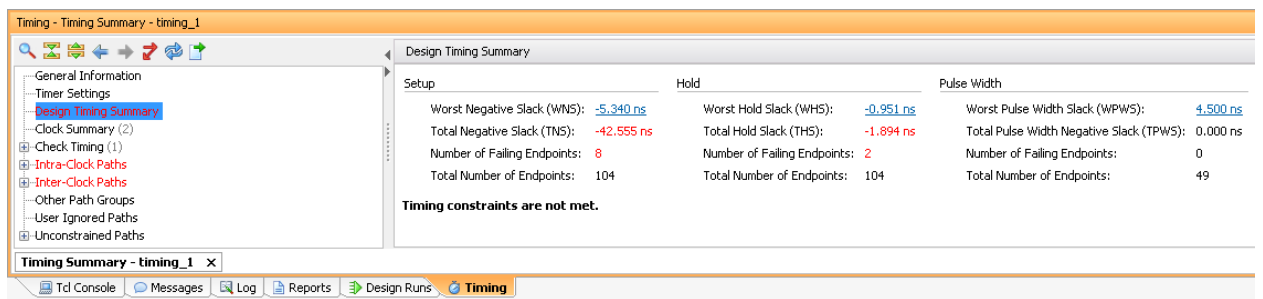 Timing - Timing Summary - timing_1
General Information
Timer Settings
Design Timing Summary
Clock Summary (2)
Check Timing (1)
Intra-Clock Paths
Inter-Clock Paths
Other Path Groups
User Ignored Paths
Unconstrained Paths
Design Timing Summary
Setup Hold Pulse Width
Worst Negative Slack (WNS): -5.340 ns Worst Hold Slack (WHS): -0.951 ns Worst Pulse Width Slack (WPWS): 4.500 ns
Total Negative Slack (TNS): -42.555 ns Total Hold Slack (THS): -1.894 ns Total Pulse Width Negative Slack (TPWS): 0.000 ns
Number of Failing Endpoints: 8 Number of Failing Endpoints: 2 Number of Failing Endpoints: 0
Total Number of Endpoints: 104 Total Number of Endpoints: 104 Total Number of Endpoints: 49
Timing constraints are not met.
Timing Summary - timing_1
Tcl Console Messages Log Reports Design Runs Timing